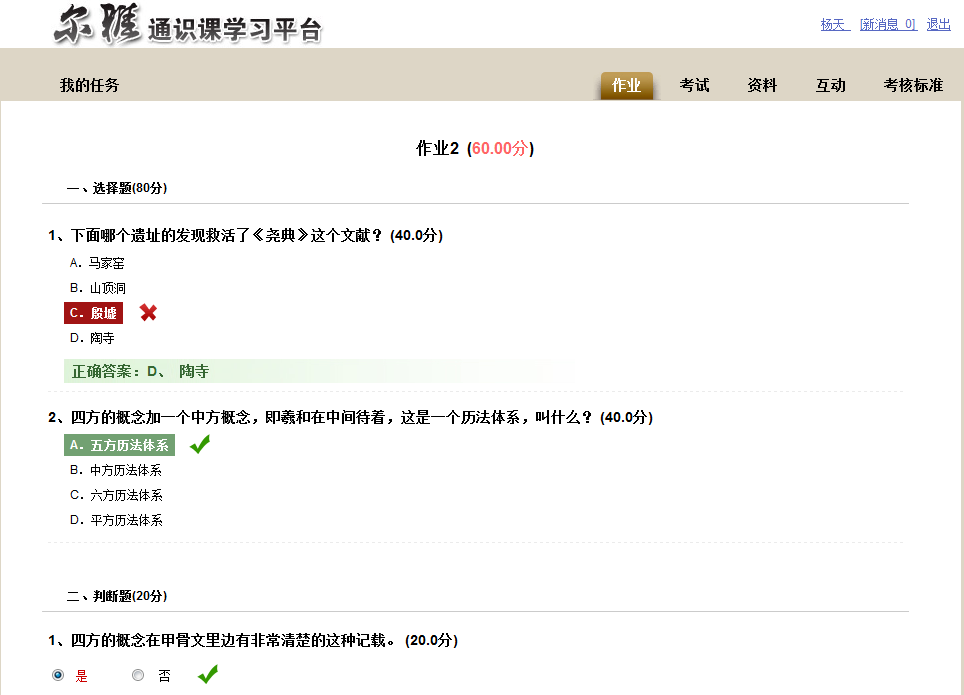 尔雅 通识课学习平台
杨天 [新消息 0] 退出
我的任务 作业 考试 资料 互动 考核标准
作业2 (60.00分)
一、选择题(80分)
1、下面哪个遗址的发现救活了《尧典》这个文献？ (40.0分)
A. 马家窑
B. 山顶洞
C. 殷墟
D. 陶寺
正确答案：D、 陶寺
2、四方的概念加一个中方概念，即羲和在中间待着，这是一个历法体系，叫什么？ (40.0分)
A. 五方历法体系
B. 中方历法体系
C. 六方历法体系
D. 平方历法体系
二、判断题(20分)
1、四方的概念在甲骨文里边有非常清楚的这种记载。 (20.0分)
是 否